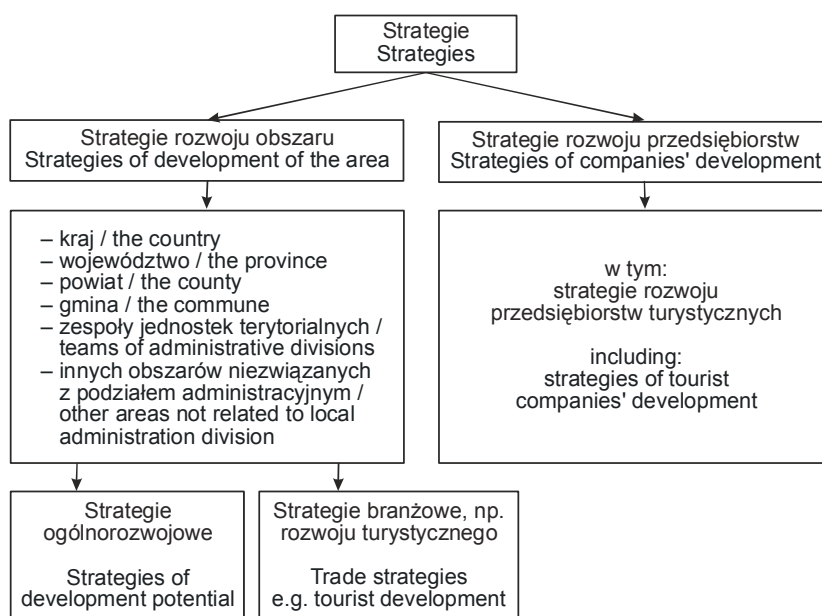 Strategie
Strategies
Strategie rozwoju obszaru
Strategies of development of the area
Strategie rozwoju przedsiębiorstw
Strategies of companies' development
– kraj / the country
– województwo / the province
– powiat / the county
– gmina / the commune
– zespoły jednostek terytorialnych /
teams of administrative divisions
– innych obszarów niezwiązanych
z podziałem administracyjnym /
other areas not related to local
administration division
w tym:
strategie rozwoju
przedsiębiorstw turystycznych
including:
strategies of tourist
companies' development
Strategie
ogólnorozwojowe
Strategies of
development potential
Strategie branżowe, np.
rozwoju turystycznego
Trade strategies
e.g. tourist development